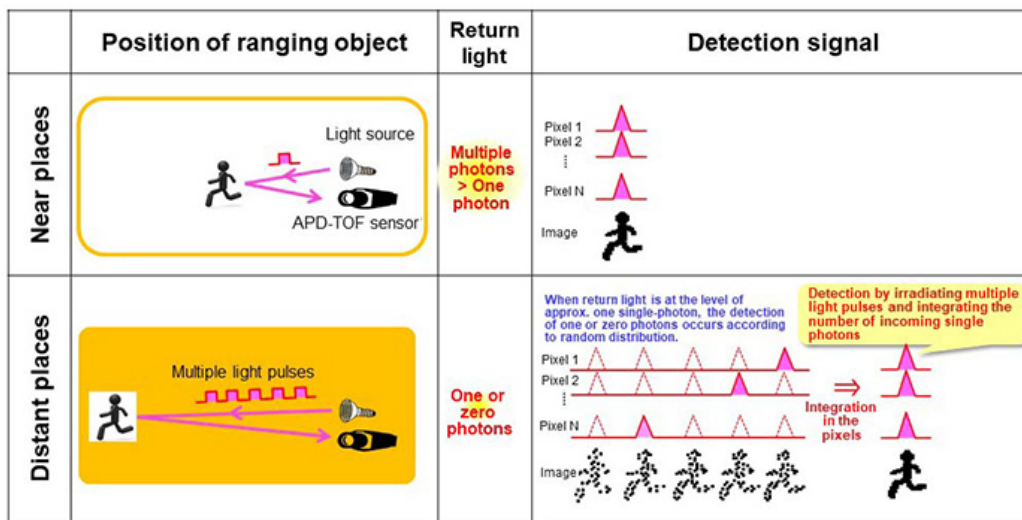 Position of ranging object
Return
light
Detection signal
Near places
Light source
APD-TOF sensor
Multiple
photons
> One
photon
Pixel 1
Pixel 2
Pixel N
Image
Distant places
Multiple light pulses
One or
zero
photons
When return light is at the level of
approx. one single-photon, the detection
of one or zero photons occurs according
to random distribution.
Detection by irradiating multiple
light pulses and integrating the
number of incoming single
photons
Pixel 1
Pixel 2
Pixel N
Image
Integration
in the
pixels